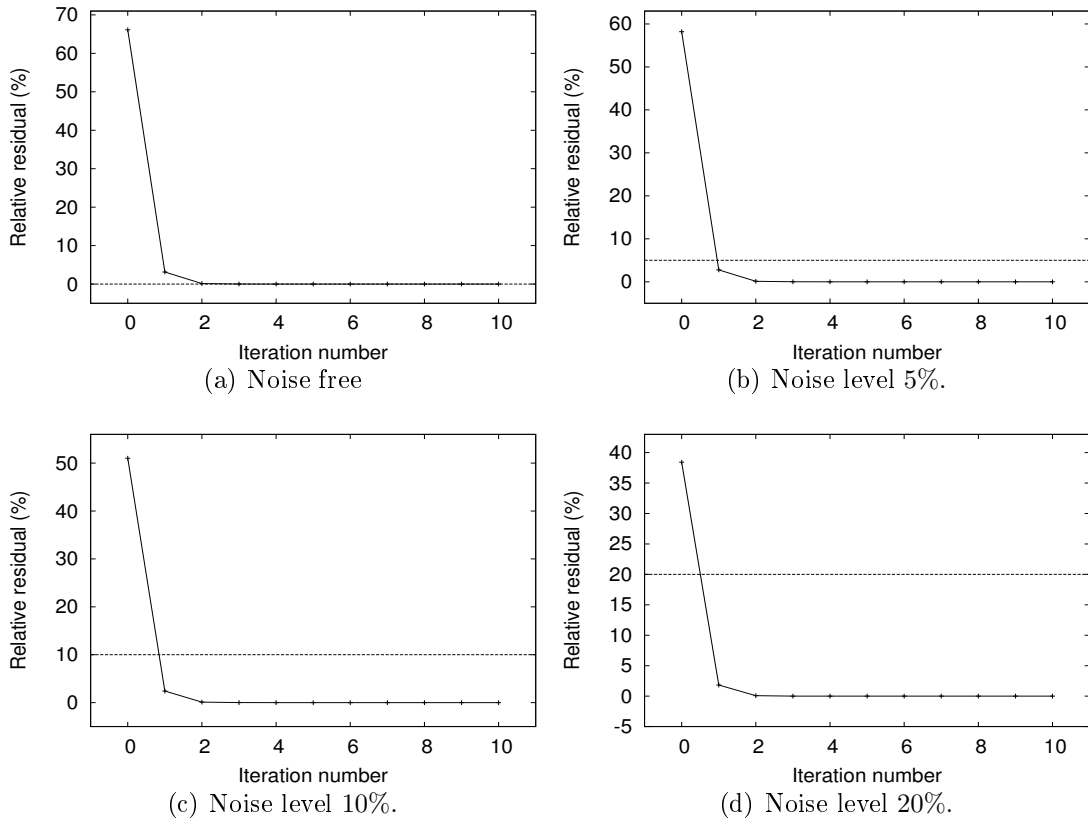 70
60
50
40
30
20
10
0
Relative residual (%)
0 2 4 6 8 10
Iteration number
(a) Noise free
60
50
40
30
20
10
0
Relative residual (%)
0 2 4 6 8 10
Iteration number
(b) Noise level 5%.
50
40
30
20
10
0
Relative residual (%)
0 2 4 6 8 10
Iteration number
(c) Noise level 10%.
40
35
30
25
20
15
10
5
0
-5
Relative residual (%)
0 2 4 6 8 10
Iteration number
(d) Noise level 20%.